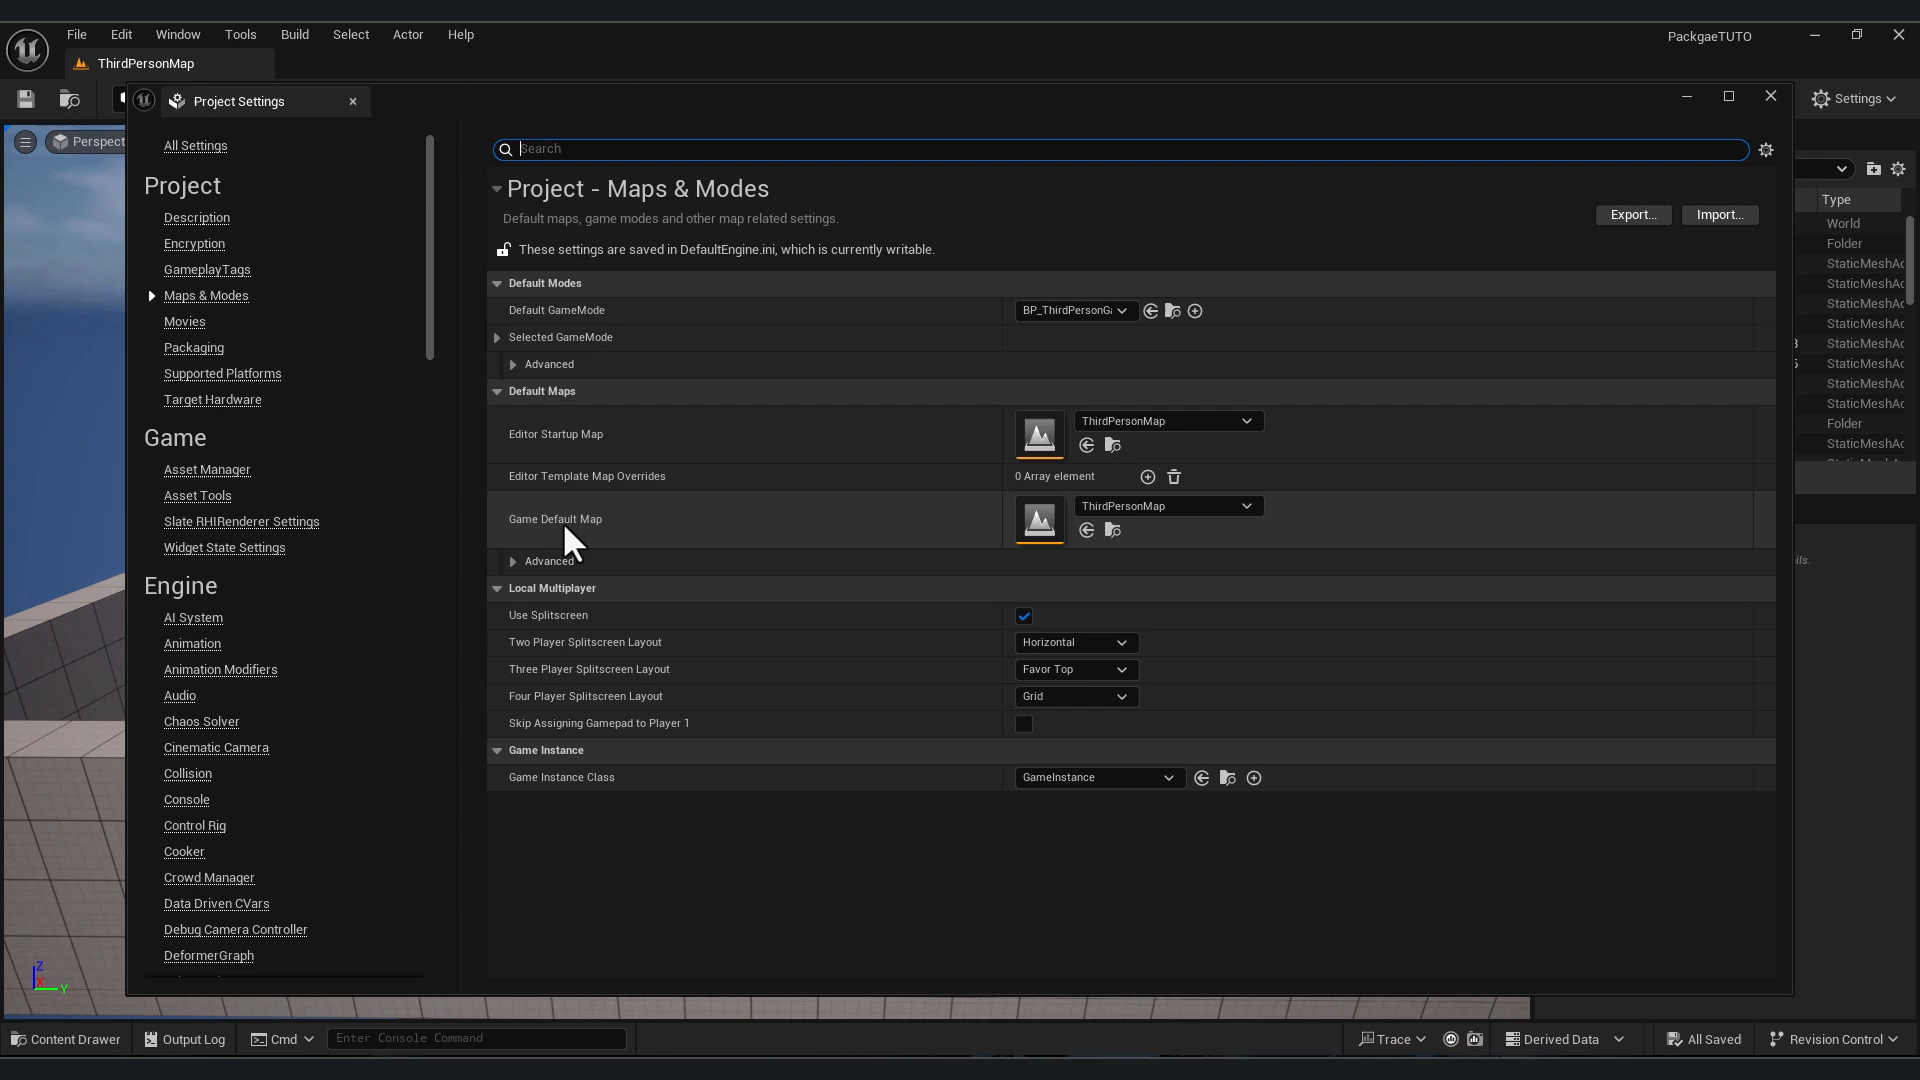 File Edit Window Tools Build Select Actor Help
PackgaeTUTO
ThirdPersonMap
Project Settings
Settings
Perspect
All Settings
Project
Description
Encryption
GameplayTags
Maps & Modes
Movies
Packaging
Supported Platforms
Target Hardware
Game
Asset Manager
Asset Tools
Slate RHIRenderer Settings
Widget State Settings
Engine
AI System
Animation
Animation Modifiers
Audio
Chaos Solver
Cinematic Camera
Collision
Console
Control Rig
Cooker
Crowd Manager
Data Driven CVars
Debug Camera Controller
DeformerGraph
Search
Project - Maps & Modes
Default maps, game modes and other map related settings.
Export... Import...
These settings are saved in DefaultEngine.ini, which is currently writable.
Default Modes
Default GameMode BP_ThirdPersonGa
Selected GameMode
Advanced
Default Maps
Editor Startup Map ThirdPersonMap
Editor Template Map Overrides 0 Array element
Game Default Map ThirdPersonMap
Advanced
Local Multiplayer
Use Splitscreen
Two Player Splitscreen Layout Horizontal
Three Player Splitscreen Layout Favor Top
Four Player Splitscreen Layout Grid
Skip Assigning Gamepad to Player 1
Game Instance
Game Instance Class GameInstance
Type
World
Folder
StaticMeshAc
StaticMeshAc
StaticMeshAc
StaticMeshAc
StaticMeshAc
StaticMeshAc
StaticMeshAc
StaticMeshAc
Folder
StaticMeshAc
ils.
Z
X
Y
Content Drawer Output Log Cmd Enter Console Command Trace Derived Data All Saved Revision Control